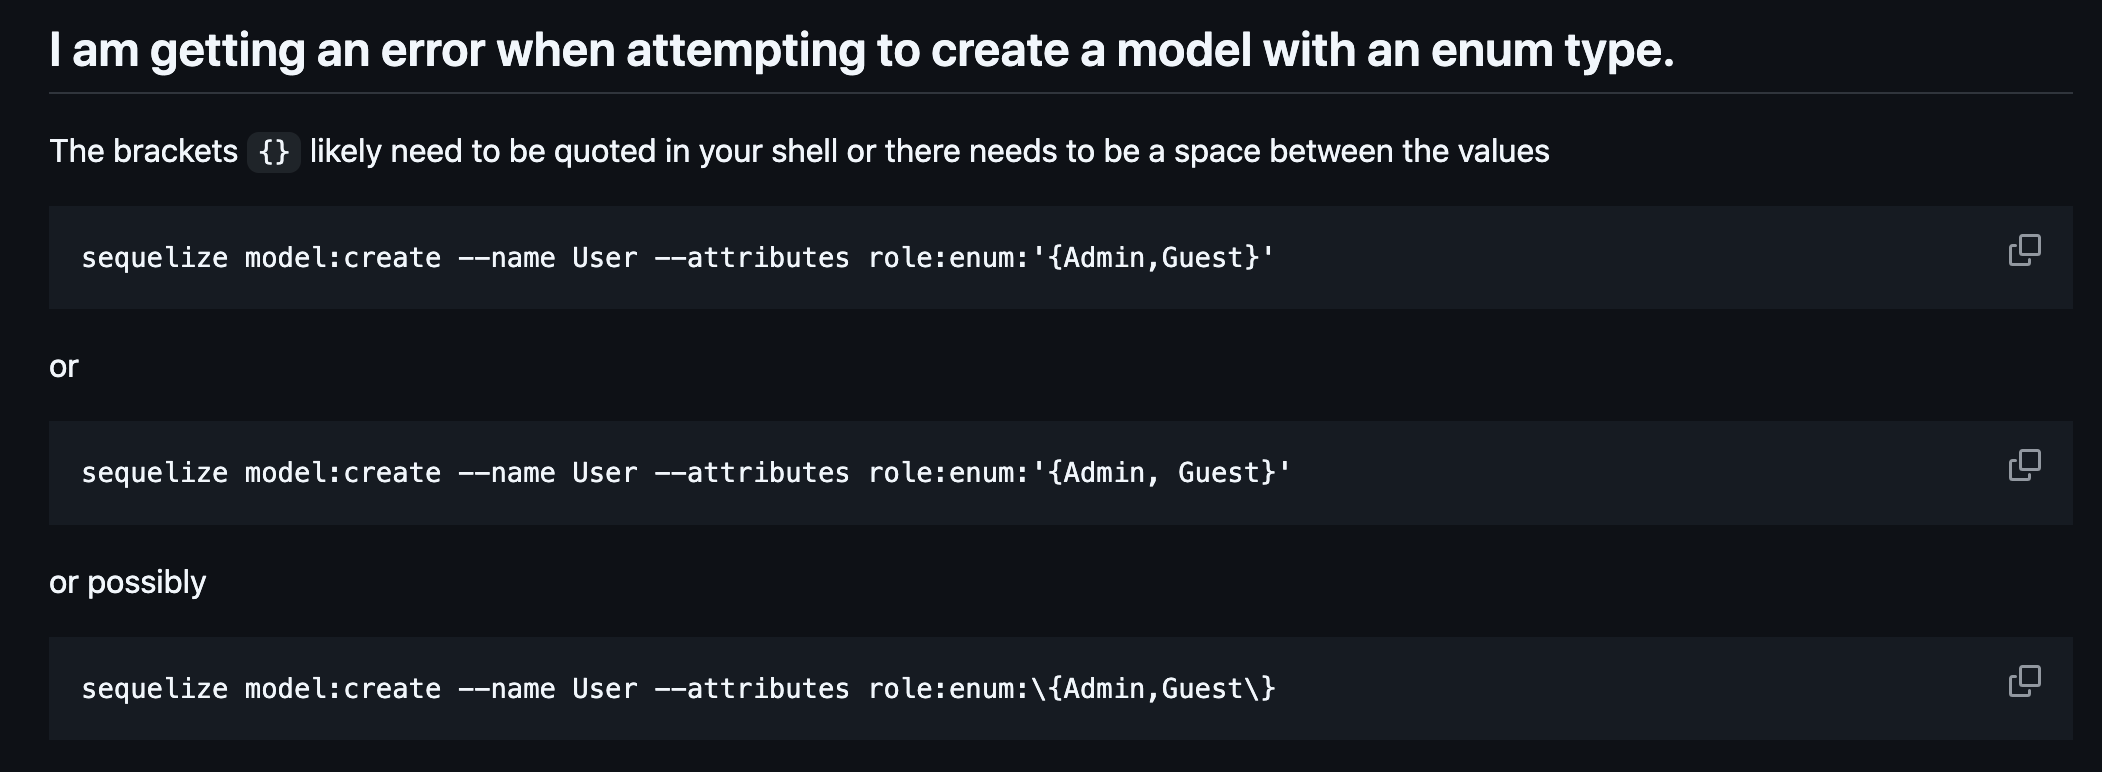 I am getting an error when attempting to create a model with an enum type.
The brackets {} likely need to be quoted in your shell or there needs to be a space between the values
sequelize model:create --name User --attributes role:enum:'{Admin,Guest}'
or
sequelize model:create --name User --attributes role:enum:'{Admin, Guest}'
or possibly
sequelize model:create --name User --attributes role:enum:\{Admin,Guest\}